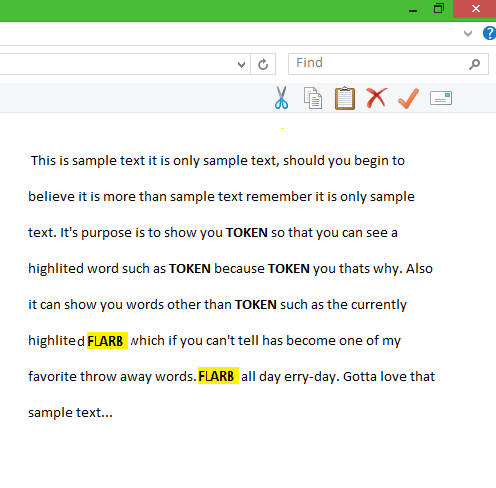 Find
This is sample text it is only sample text, should you begin to
believe it is more than sample text remember it is only sample
text. It's purpose is to show you TOKEN so that you can see a
highlited word such as TOKEN because TOKEN you thats why. Also
it can show you words other than TOKEN such as the currently
highlited FLARB which if you can't tell has become one of my
favorite throw away words. FLARB all day erry-day. Gotta love that
sample text...